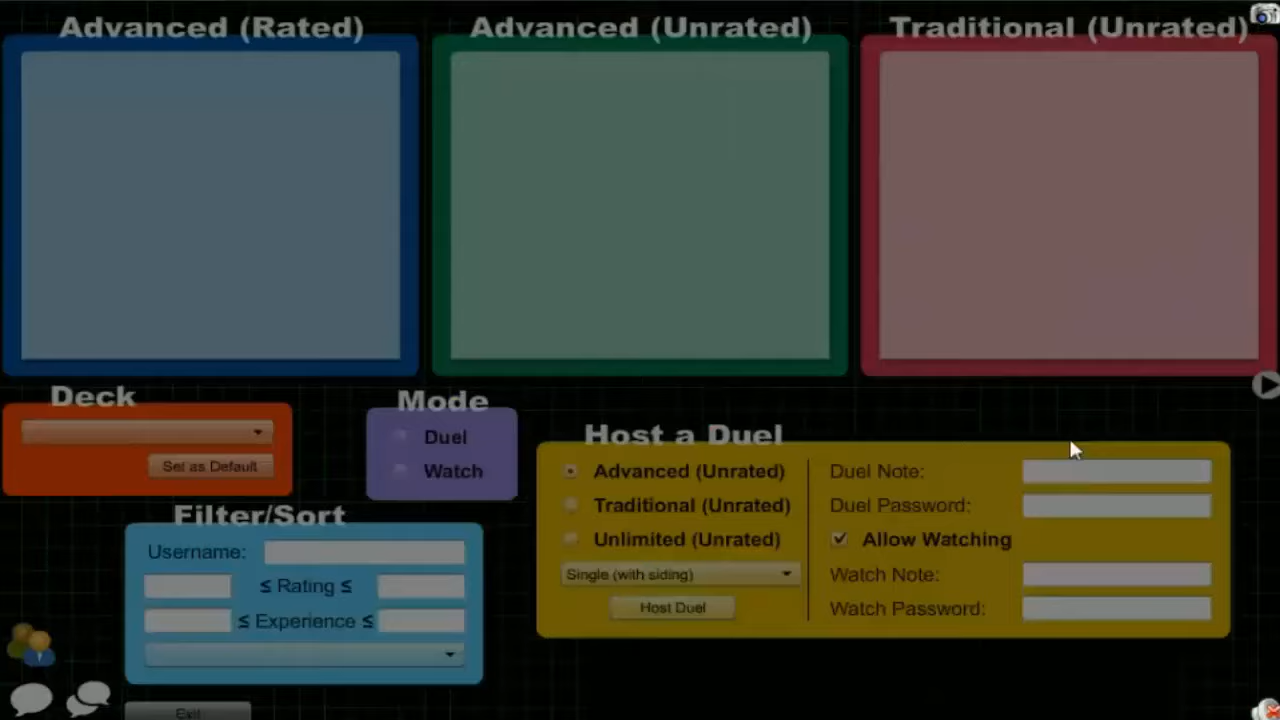 Advanced (Rated)
Advanced (Unrated)
Traditional (Unrated)
Deck
Set as Default
Mode
Duel
Watch
Filter/Sort
Username:
≤ Rating ≤
≤ Experience ≤
Exit
Host a Duel
Advanced (Unrated)
Traditional (Unrated)
Unlimited (Unrated)
Single (with siding)
Host Duel
Duel Note:
Duel Password:
Allow Watching
Watch Note:
Watch Password: